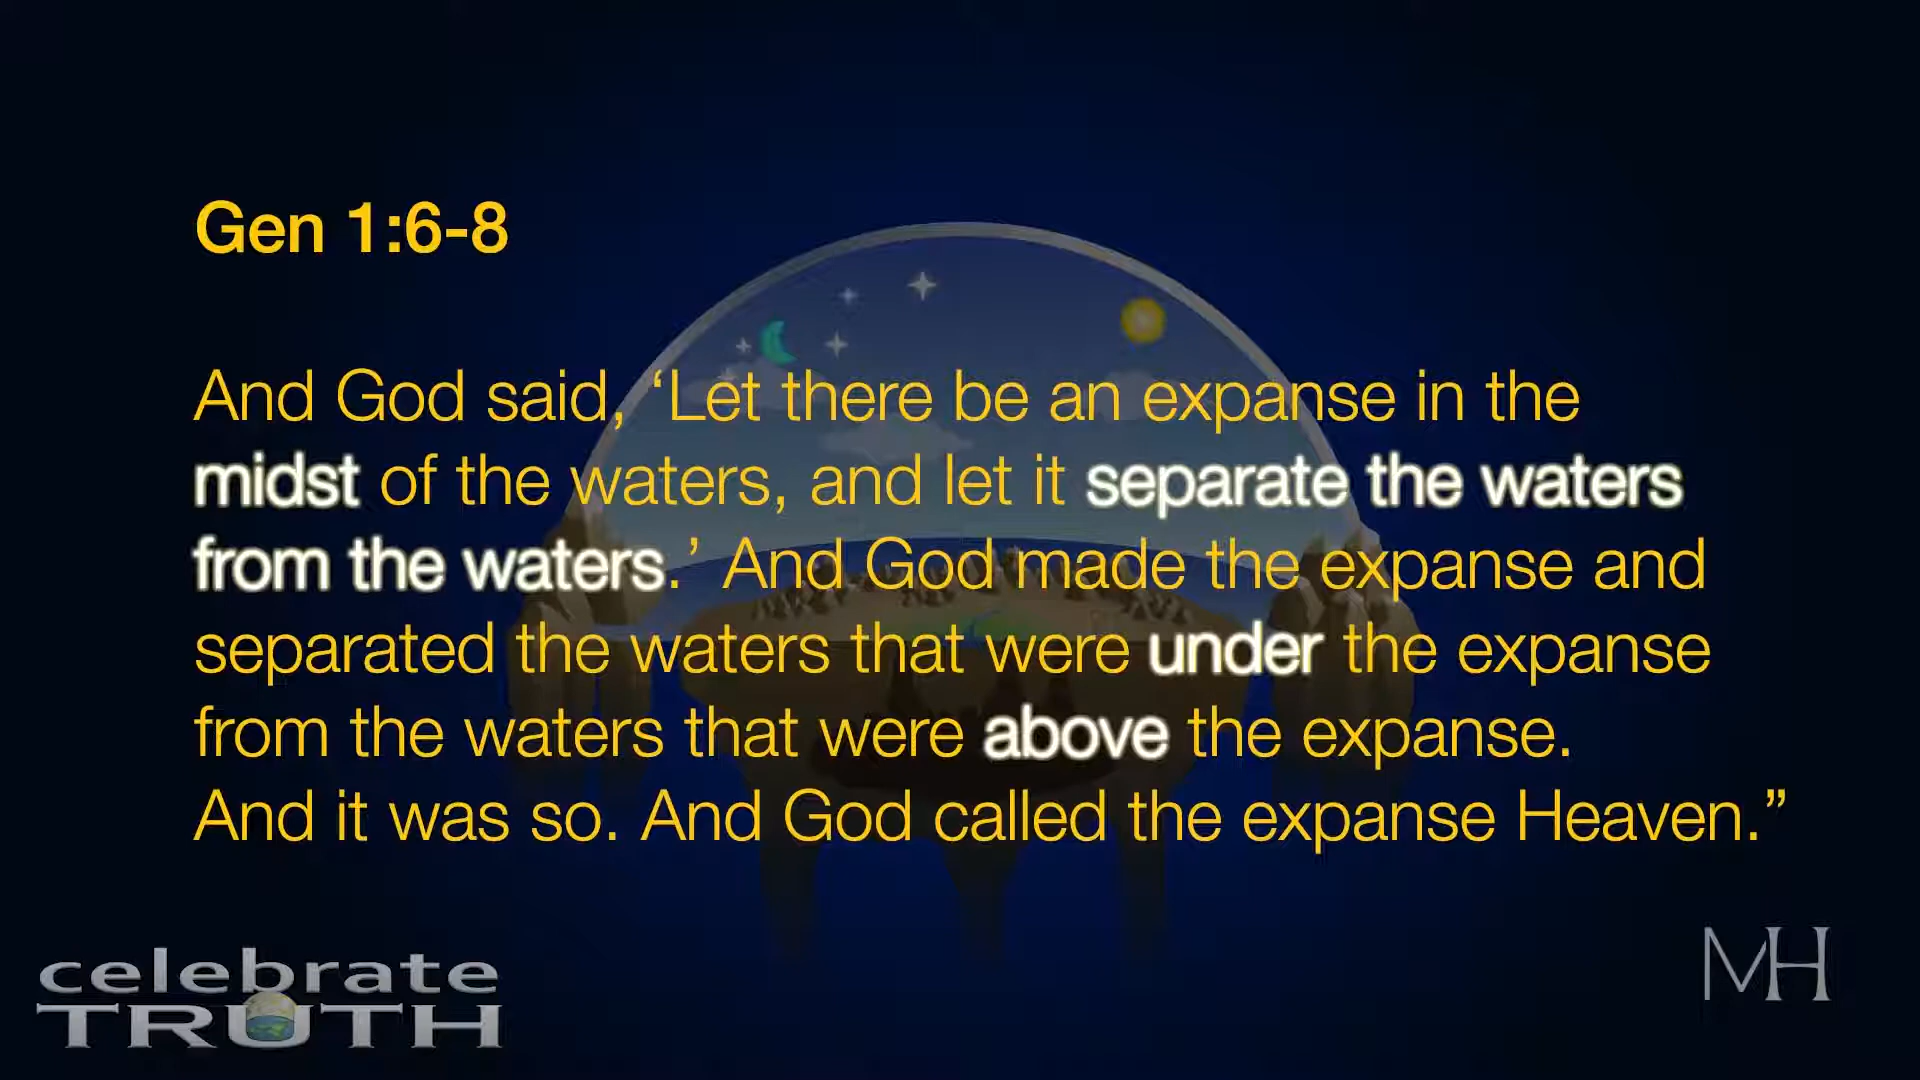 Gen 1:6-8
And God said, ‘Let there be an expanse in the
midst of the waters, and let it separate the waters
from the waters.’ And God made the expanse and
separated the waters that were under the expanse
from the waters that were above the expanse.
And it was so. And God called the expanse Heaven.”
celebrate
TRUTH
MH